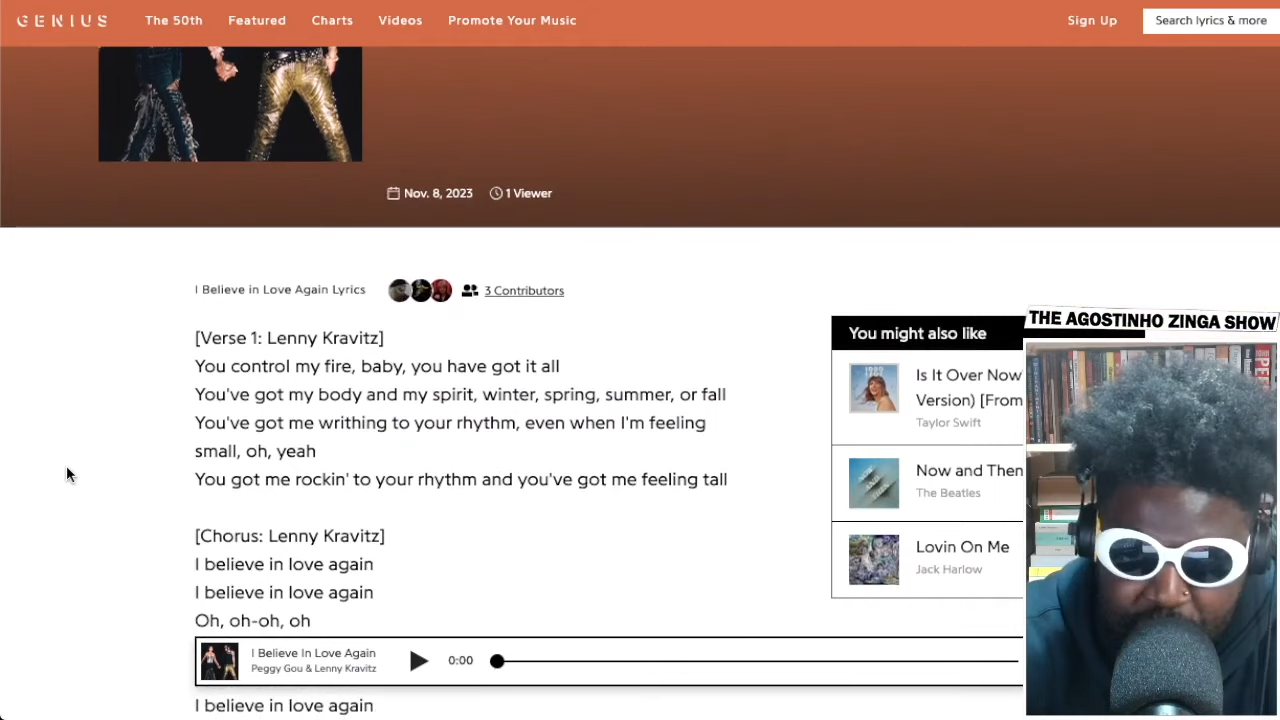 GENIUS
The 50th
Featured
Charts
Videos
Promote Your Music
Sign Up
Search lyrics & more
Nov. 8, 2023
1 Viewer
I Believe in Love Again Lyrics
3 Contributors
[Verse 1: Lenny Kravitz]
You control my fire, baby, you have got it all
You've got my body and my spirit, winter, spring, summer, or fall
You've got me writhing to your rhythm, even when I'm feeling
small, oh, yeah
You got me rockin' to your rhythm and you've got me feeling tall
[Chorus: Lenny Kravitz]
I believe in love again
I believe in love again
Oh, oh-oh, oh
I Believe In Love Again
Peggy Gou & Lenny Kravitz
0:00
I believe in love again
You might also like
1989
Is It Over Now
Version) [From
Taylor Swift
Now and Then
The Beatles
Lovin On Me
Jack Harlow
THE AGOSTINHO ZINGA SHOW